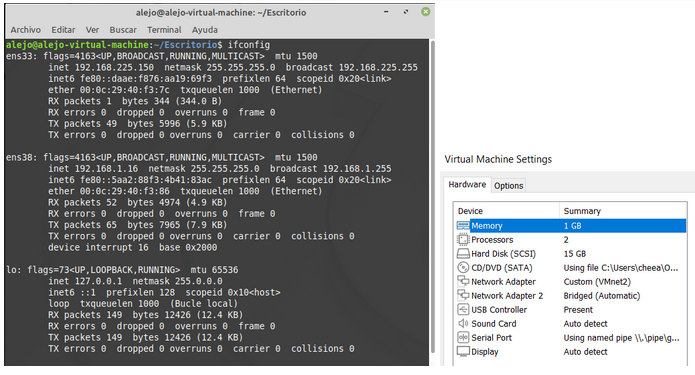 alejo@alejo-virtual-machine: ~/Escritorio
Archivo Editar Ver Buscar Terminal Ayuda
alejo@alejo-virtual-machine:~/Escritorio$ ifconfig
ens33: flags=4163<UP,BROADCAST,RUNNING,MULTICAST> mtu 1500
inet 192.168.225.150 netmask 255.255.255.0 broadcast 192.168.225.255
inet6 fe80::daae:f876:aa19:69f3 prefixlen 64 scopeid 0x20<link>
ether 00:0c:29:40:f3:7c txqueuelen 1000 (Ethernet)
RX packets 1 bytes 344 (344.0 B)
RX errors 0 dropped 0 overruns 0 frame 0
TX packets 49 bytes 5996 (5.9 KB)
TX errors 0 dropped 0 overruns 0 carrier 0 collisions 0
ens38: flags=4163<UP,BROADCAST,RUNNING,MULTICAST> mtu 1500
inet 192.168.1.16 netmask 255.255.255.0 broadcast 192.168.1.255
inet6 fe80::5aa2:88f3:4b41:83ac prefixlen 64 scopeid 0x20<link>
ether 00:0c:29:40:f3:86 txqueuelen 1000 (Ethernet)
RX packets 52 bytes 4974 (4.9 KB)
RX errors 0 dropped 0 overruns 0 frame 0
TX packets 65 bytes 7965 (7.9 KB)
TX errors 0 dropped 0 overruns 0 carrier 0 collisions 0
device interrupt 16 base 0x2000
lo: flags=73<UP,LOOPBACK,RUNNING> mtu 65536
inet 127.0.0.1 netmask 255.0.0.0
inet6 ::1 prefixlen 128 scopeid 0x10<host>
loop txqueuelen 1000 (Bucle local)
RX packets 149 bytes 12426 (12.4 KB)
RX errors 0 dropped 0 overruns 0 frame 0
TX packets 149 bytes 12426 (12.4 KB)
TX errors 0 dropped 0 overruns 0 carrier 0 collisions 0
Virtual Machine Settings
Hardware Options
Device Summary
Memory 1 GB
Processors 2
Hard Disk (SCSI) 15 GB
CD/DVD (SATA) Using file C:\Users\cheea\O...
Network Adapter Custom (VMnet2)
Network Adapter 2 Bridged (Automatic)
USB Controller Present
Sound Card Auto detect
Serial Port Using named pipe \\.\pipe\g...
Display Auto detect